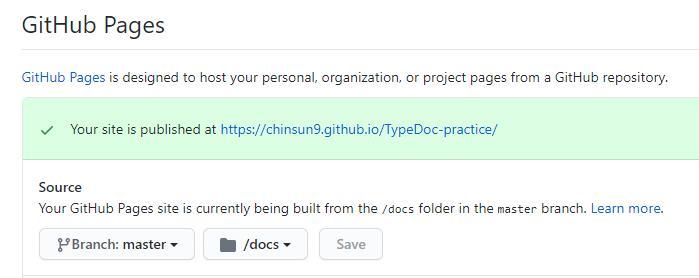 GitHub Pages
GitHub Pages is designed to host your personal, organization, or project pages from a GitHub repository.
Your site is published at https://chinsun9.github.io/TypeDoc-practice/
Source
Your GitHub Pages site is currently being built from the /docs folder in the master branch. Learn more.
Branch: master /docs Save